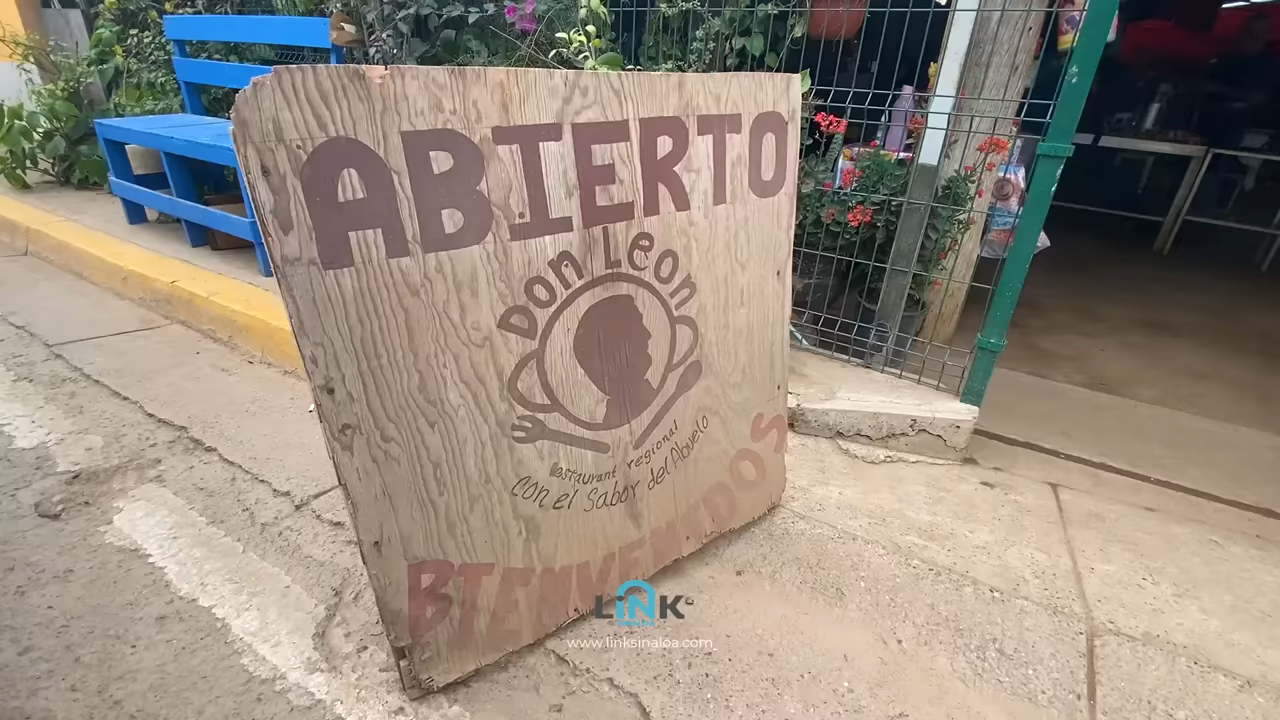 ABIERTO
Don Leon
Restaurant regional
con el Sabor del Abuelo
BIENVENIDOS
LiNK
www.linksinaloa.com